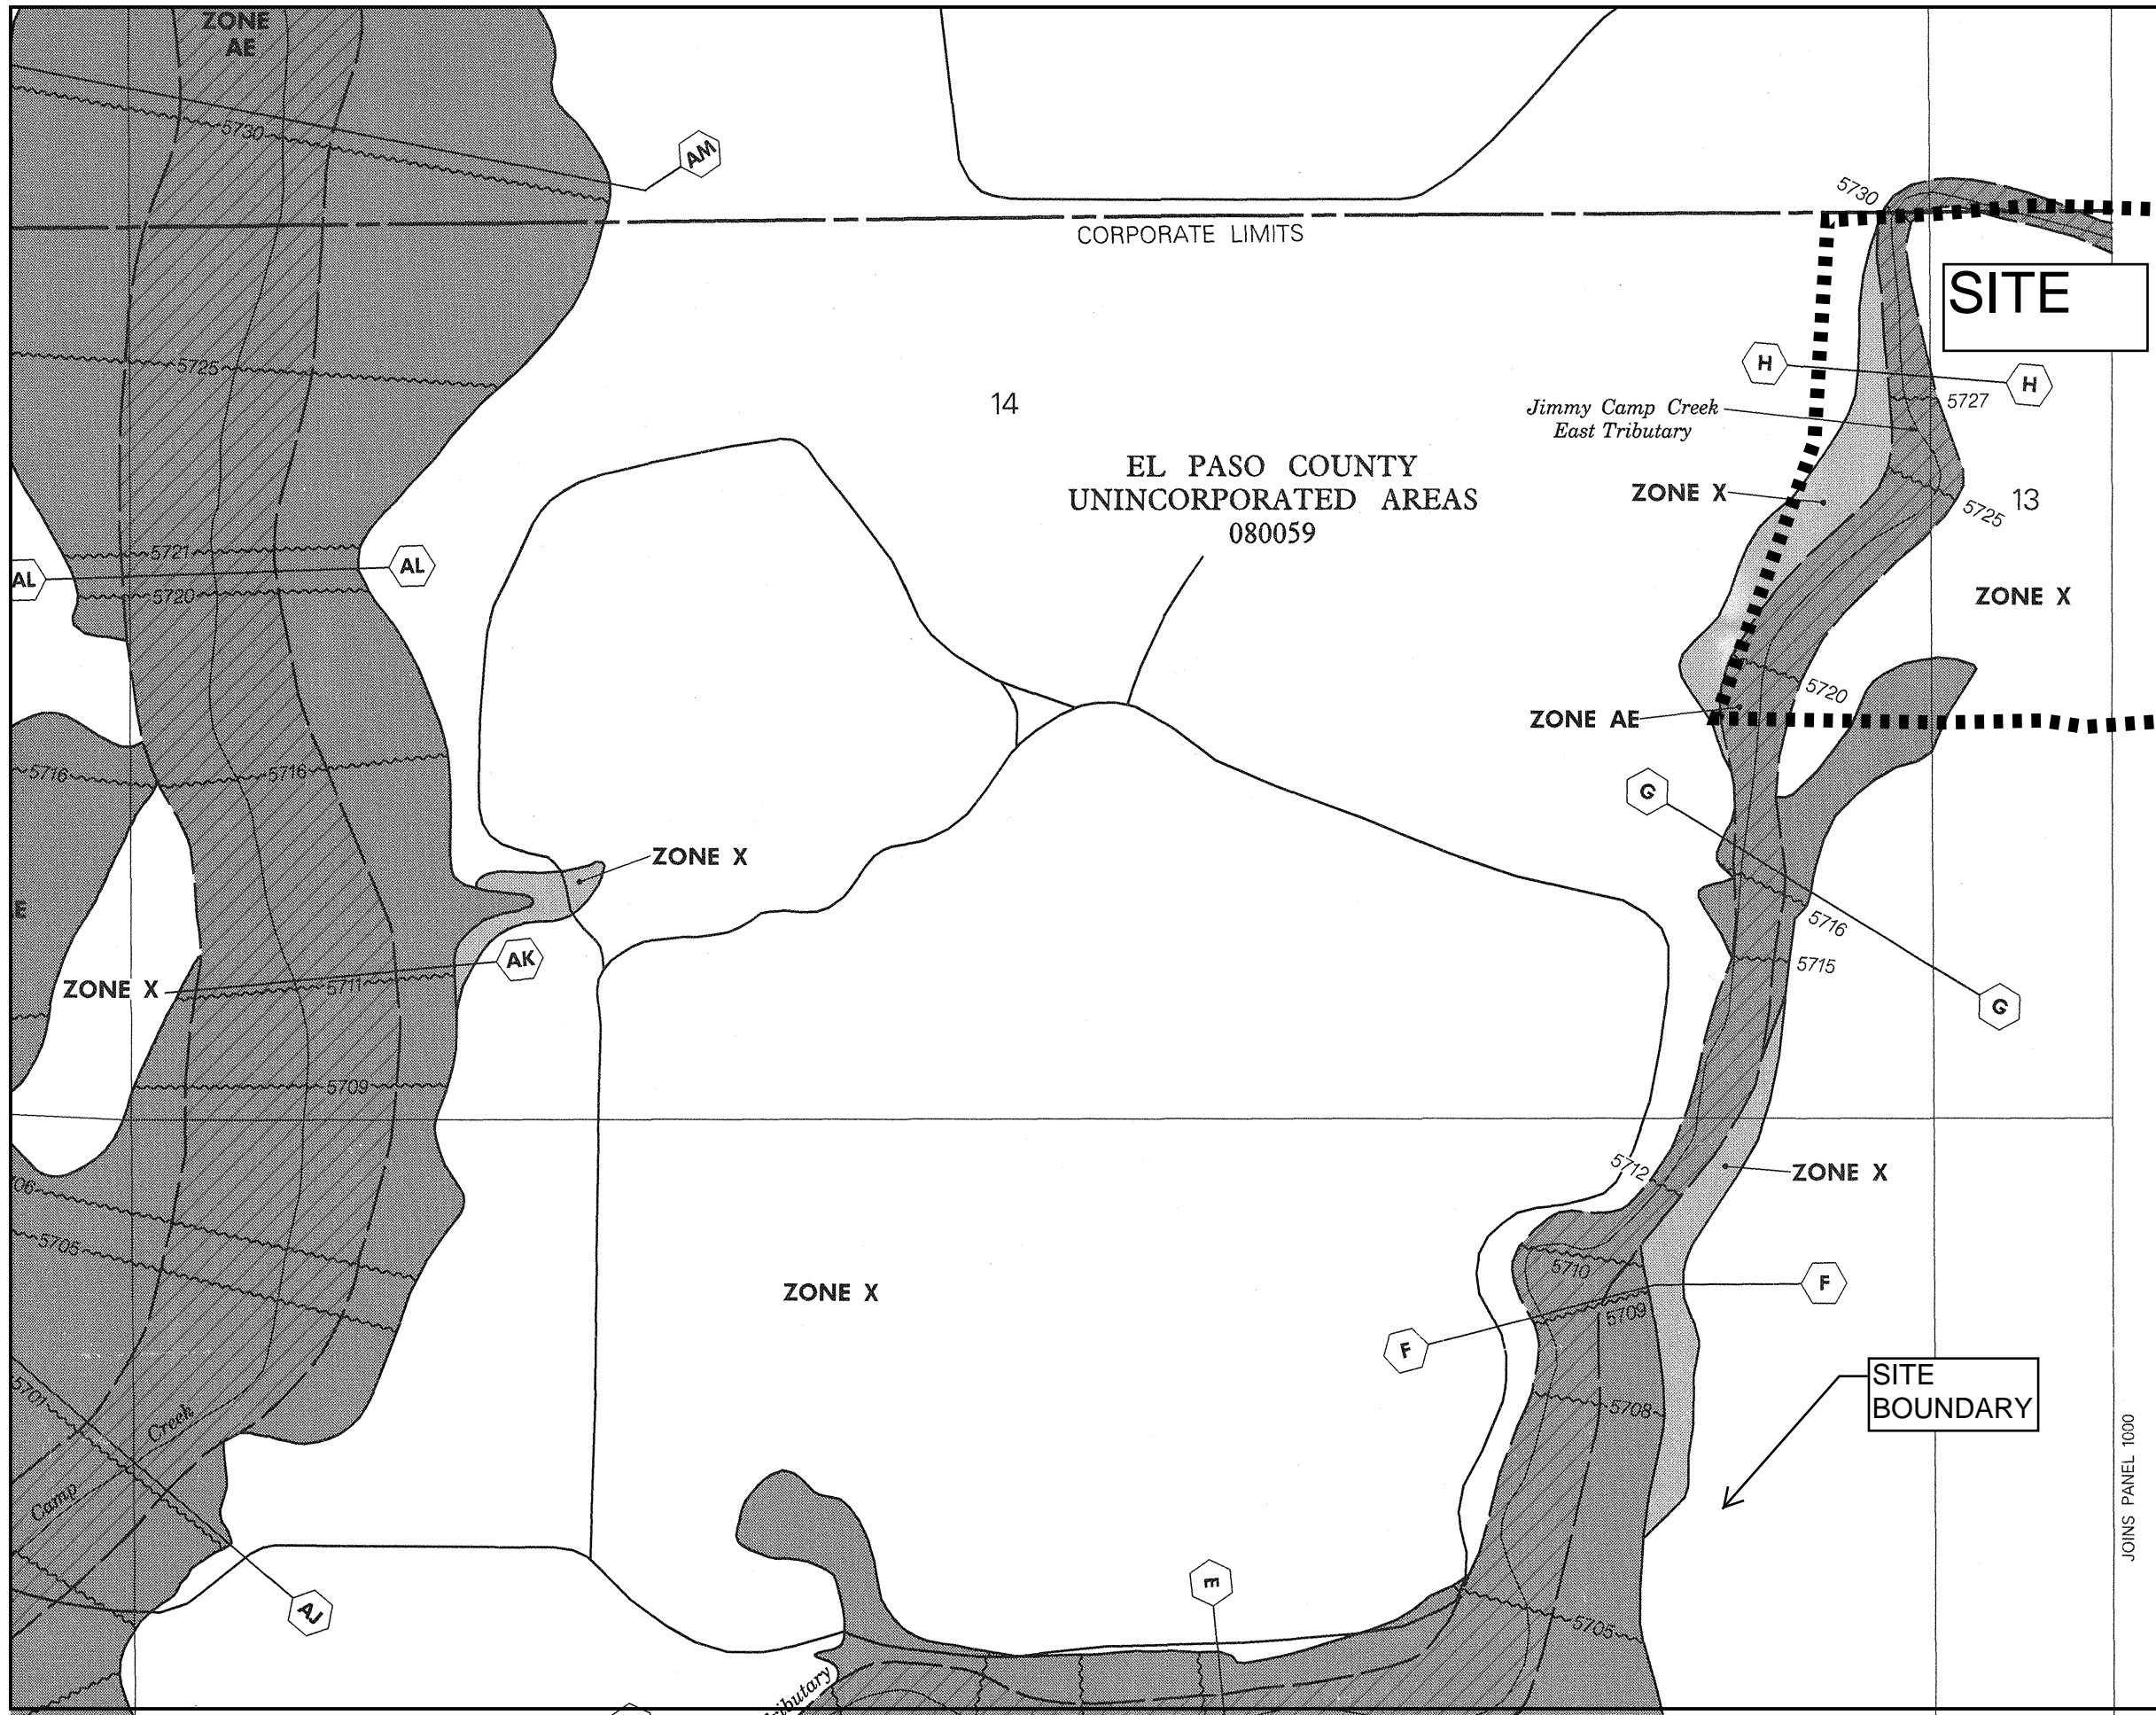 ZONE
AE
5730
AM
5730
CORPORATE LIMITS
SITE
5725
14
H
H
5727
Jimmy Camp Creek
East Tributary
EL PASO COUNTY
UNINCORPORATED AREAS
080059
ZONE X
13
5725
5721
AL
AL
5720
ZONE X
5720
ZONE AE
5716
5716
G
ZONE X
E
5716
AK
5715
ZONE X
5711
G
5709
5712
ZONE X
06
5705
5710
ZONE X
F
5709
F
SITE
BOUNDARY
5701
5708
Creek
Camp
JOINS PANEL 1000
E
AJ
5705
ributary